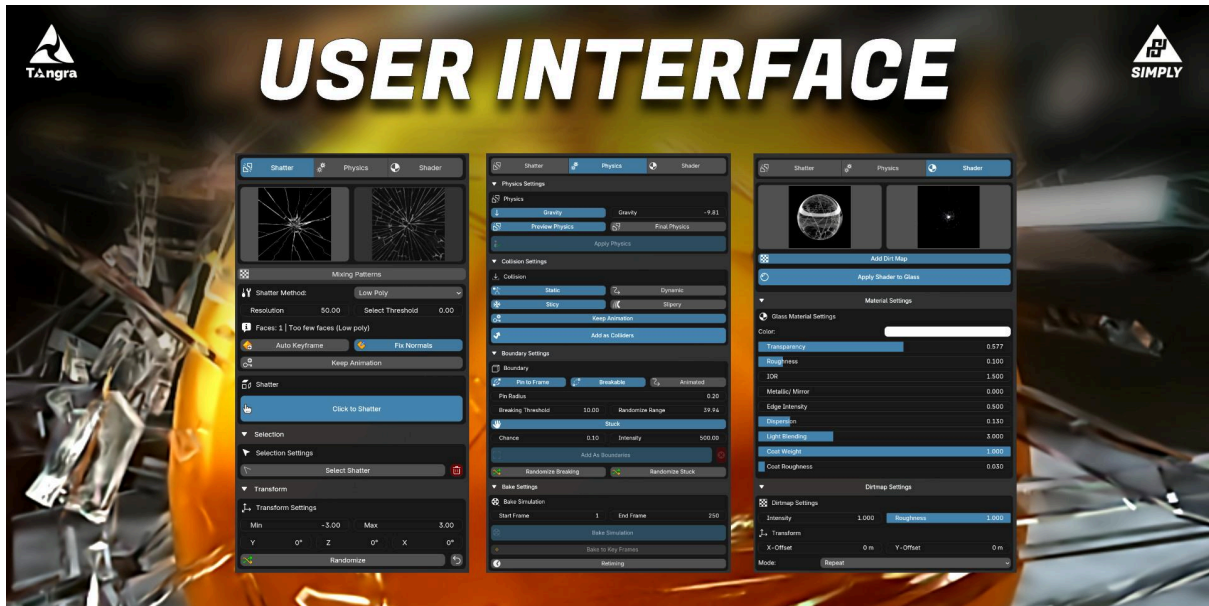 TAngra
USER INTERFACE
SIMPLY
Shatter Physics Shader
Mixing Patterns
Shatter Method: Low Poly
Resolution 50.00 Select Threshold 0.00
Faces: 1 | Too few faces (Low poly)
Auto Keyframe Fix Normals
Keep Animation
Shatter
Click to Shatter
Selection
Selection Settings
Select Shatter
Transform
Transform Settings
Min -3.00 Max 3.00
Y 0° Z 0° X 0°
Randomize
Shatter Physics Shader
Physics Settings
Physics
Gravity Gravity -9.81
Preview Physics Final Physics
Apply Physics
Collision Settings
Collision
Static Dynamic
Sticy Slipery
Keep Animation
Add as Colliders
Boundary Settings
Boundary
Pin to Frame Breakable Animated
Pin Radius 0.20
Breaking Threshold 10.00 Randomize Range 39.94
Stuck
Chance 0.10 Intensity 500.00
Add As Boundaries
Randomize Breaking Randomize Stuck
Bake Settings
Bake Simulation
Start Frame 1 End Frame 250
Bake Simulation
Bake to Key Frames
Retiming
Shatter Physics Shader
Add Dirt Map
Apply Shader to Glass
Material Settings
Glass Material Settings
Color:
Transparency 0.577
Roughness 0.100
IOR 1.500
Metallic/ Mirror 0.000
Edge Intensity 0.500
Dispersion 0.130
Light Blending 3.000
Coat Weight 1.000
Coat Roughness 0.030
Dirtmap Settings
Dirtmap Settings
Intensity 1.000 Roughness 1.000
Transform
X-Offset 0 m Y-Offset 0 m
Mode: Repeat